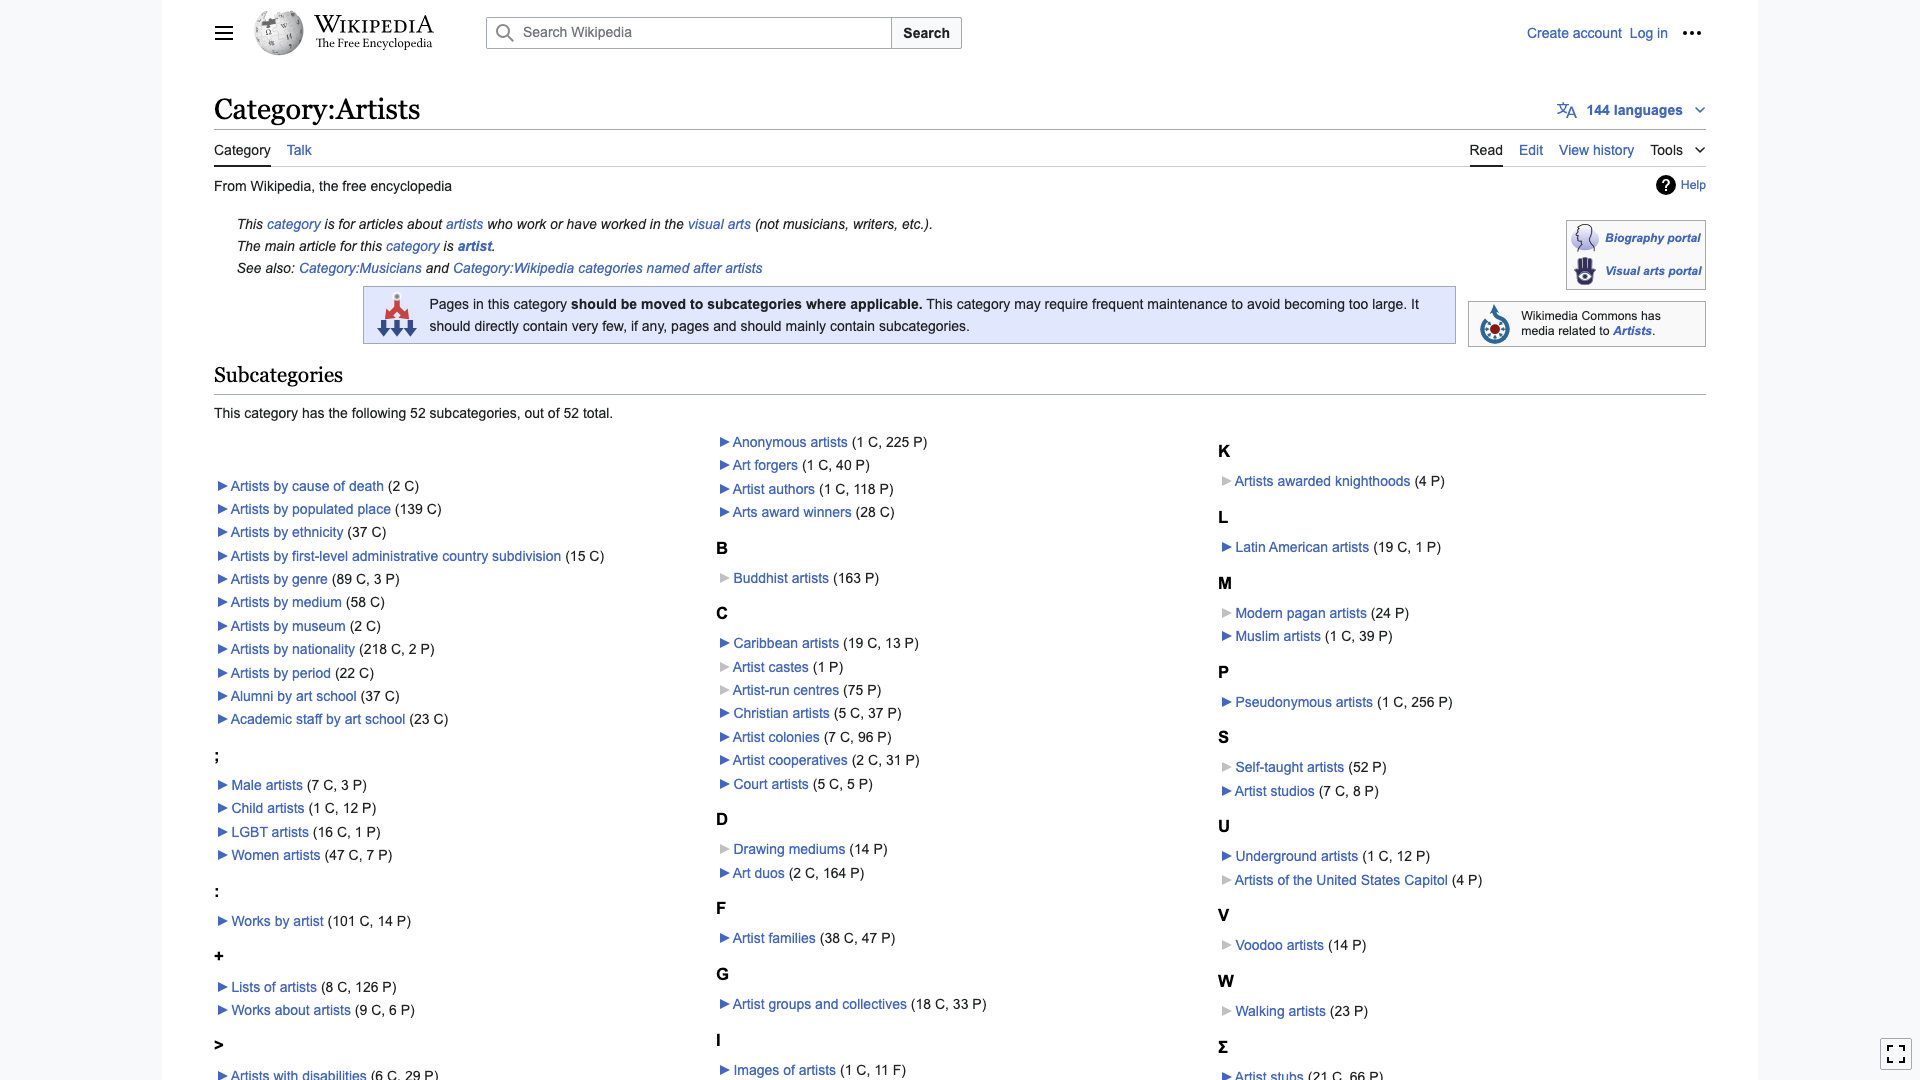 WIKIPEDIA
The Free Encyclopedia
Search Wikipedia
Search
Create account
Log in
Category:Artists
144 languages
Category
Talk
Read
Edit
View history
Tools
From Wikipedia, the free encyclopedia
Help
This category is for articles about artists who work or have worked in the visual arts (not musicians, writers, etc.).
The main article for this category is artist.
See also: Category:Musicians and Category:Wikipedia categories named after artists
Biography portal
Visual arts portal
Pages in this category should be moved to subcategories where applicable. This category may require frequent maintenance to avoid becoming too large. It
should directly contain very few, if any, pages and should mainly contain subcategories.
Wikimedia Commons has
media related to Artists.
Subcategories
This category has the following 52 subcategories, out of 52 total.
► Artists by cause of death (2 C)
► Artists by populated place (139 C)
► Artists by ethnicity (37 C)
► Artists by first-level administrative country subdivision (15 C)
► Artists by genre (89 C, 3 P)
► Artists by medium (58 C)
► Artists by museum (2 C)
► Artists by nationality (218 C, 2 P)
► Artists by period (22 C)
► Alumni by art school (37 C)
► Academic staff by art school (23 C)
;
► Male artists (7 C, 3 P)
► Child artists (1 C, 12 P)
► LGBT artists (16 C, 1 P)
► Women artists (47 C, 7 P)
:
► Works by artist (101 C, 14 P)
+
► Lists of artists (8 C, 126 P)
► Works about artists (9 C, 6 P)
>
► Artists with disabilities (6 C, 29 P)
► Anonymous artists (1 C, 225 P)
► Art forgers (1 C, 40 P)
► Artist authors (1 C, 118 P)
► Arts award winners (28 C)
B
► Buddhist artists (163 P)
C
► Caribbean artists (19 C, 13 P)
► Artist castes (1 P)
► Artist-run centres (75 P)
► Christian artists (5 C, 37 P)
► Artist colonies (7 C, 96 P)
► Artist cooperatives (2 C, 31 P)
► Court artists (5 C, 5 P)
D
► Drawing mediums (14 P)
► Art duos (2 C, 164 P)
F
► Artist families (38 C, 47 P)
G
► Artist groups and collectives (18 C, 33 P)
I
► Images of artists (1 C, 11 F)
K
► Artists awarded knighthoods (4 P)
L
► Latin American artists (19 C, 1 P)
M
► Modern pagan artists (24 P)
► Muslim artists (1 C, 39 P)
P
► Pseudonymous artists (1 C, 256 P)
S
► Self-taught artists (52 P)
► Artist studios (7 C, 8 P)
U
► Underground artists (1 C, 12 P)
► Artists of the United States Capitol (4 P)
V
► Voodoo artists (14 P)
W
► Walking artists (23 P)
Σ
► Artist stubs (21 C, 66 P)